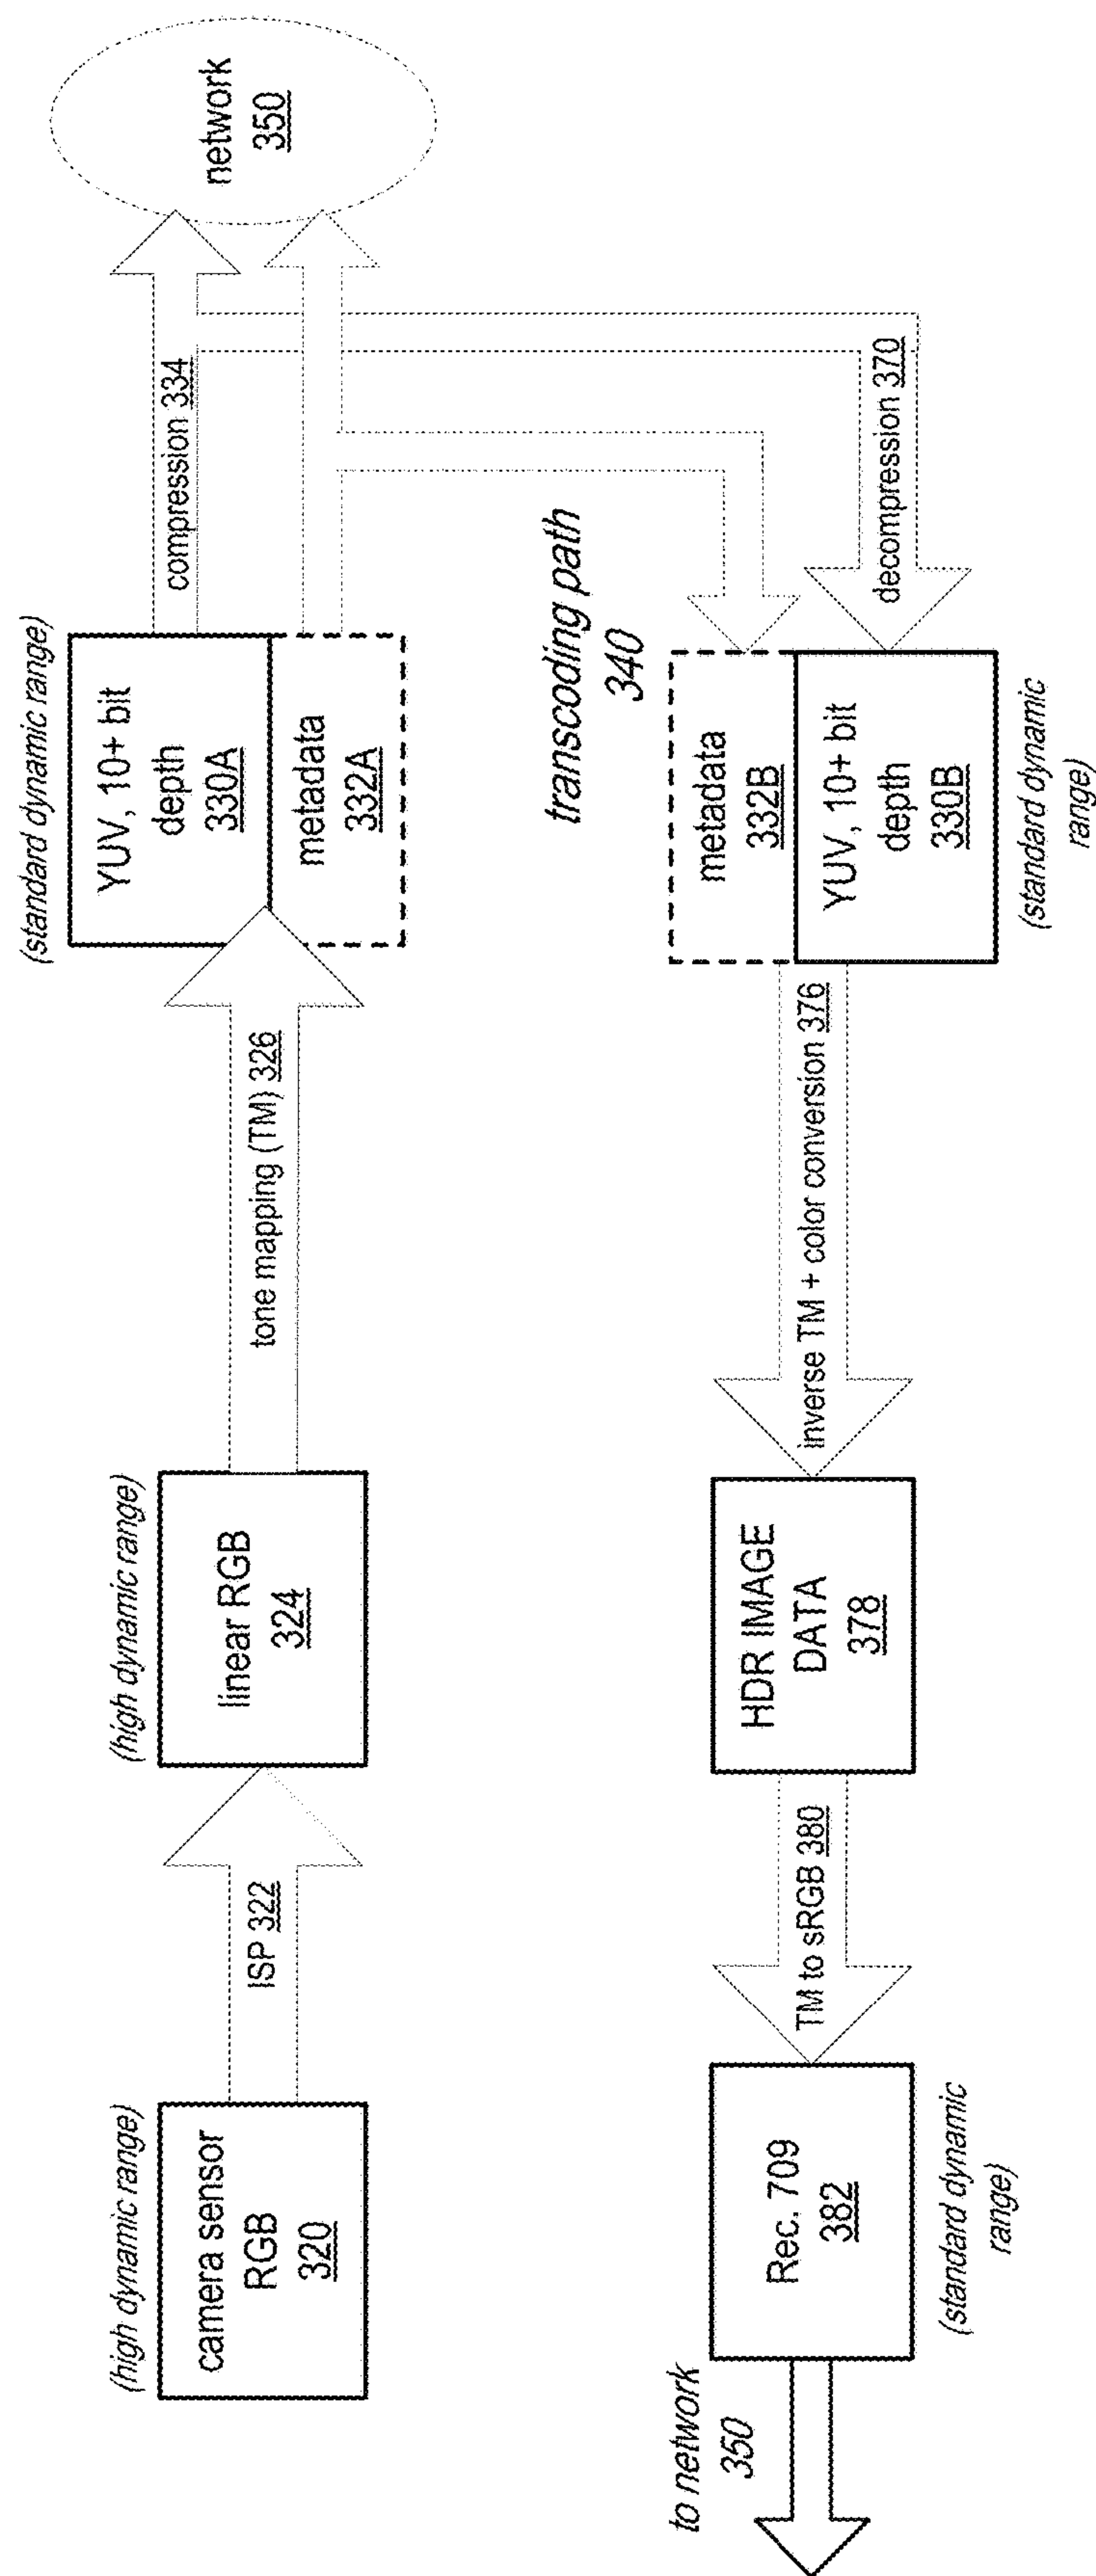 (high dynamic range)
camera sensor
RGB
320
ISP 322
(high dynamic range)
linear RGB
324
tone mapping (TM) 326
(standard dynamic range)
YUV, 10+ bit
depth
330A
metadata
332A
compression 334
network
350
transcoding path
340
decompression 370
metadata
332B
YUV, 10+ bit
depth
330B
(standard dynamic
range)
inverse TM + color conversion 376
HDR IMAGE
DATA
378
TM to sRGB 380
Rec. 709
382
(standard dynamic
range)
to network
350